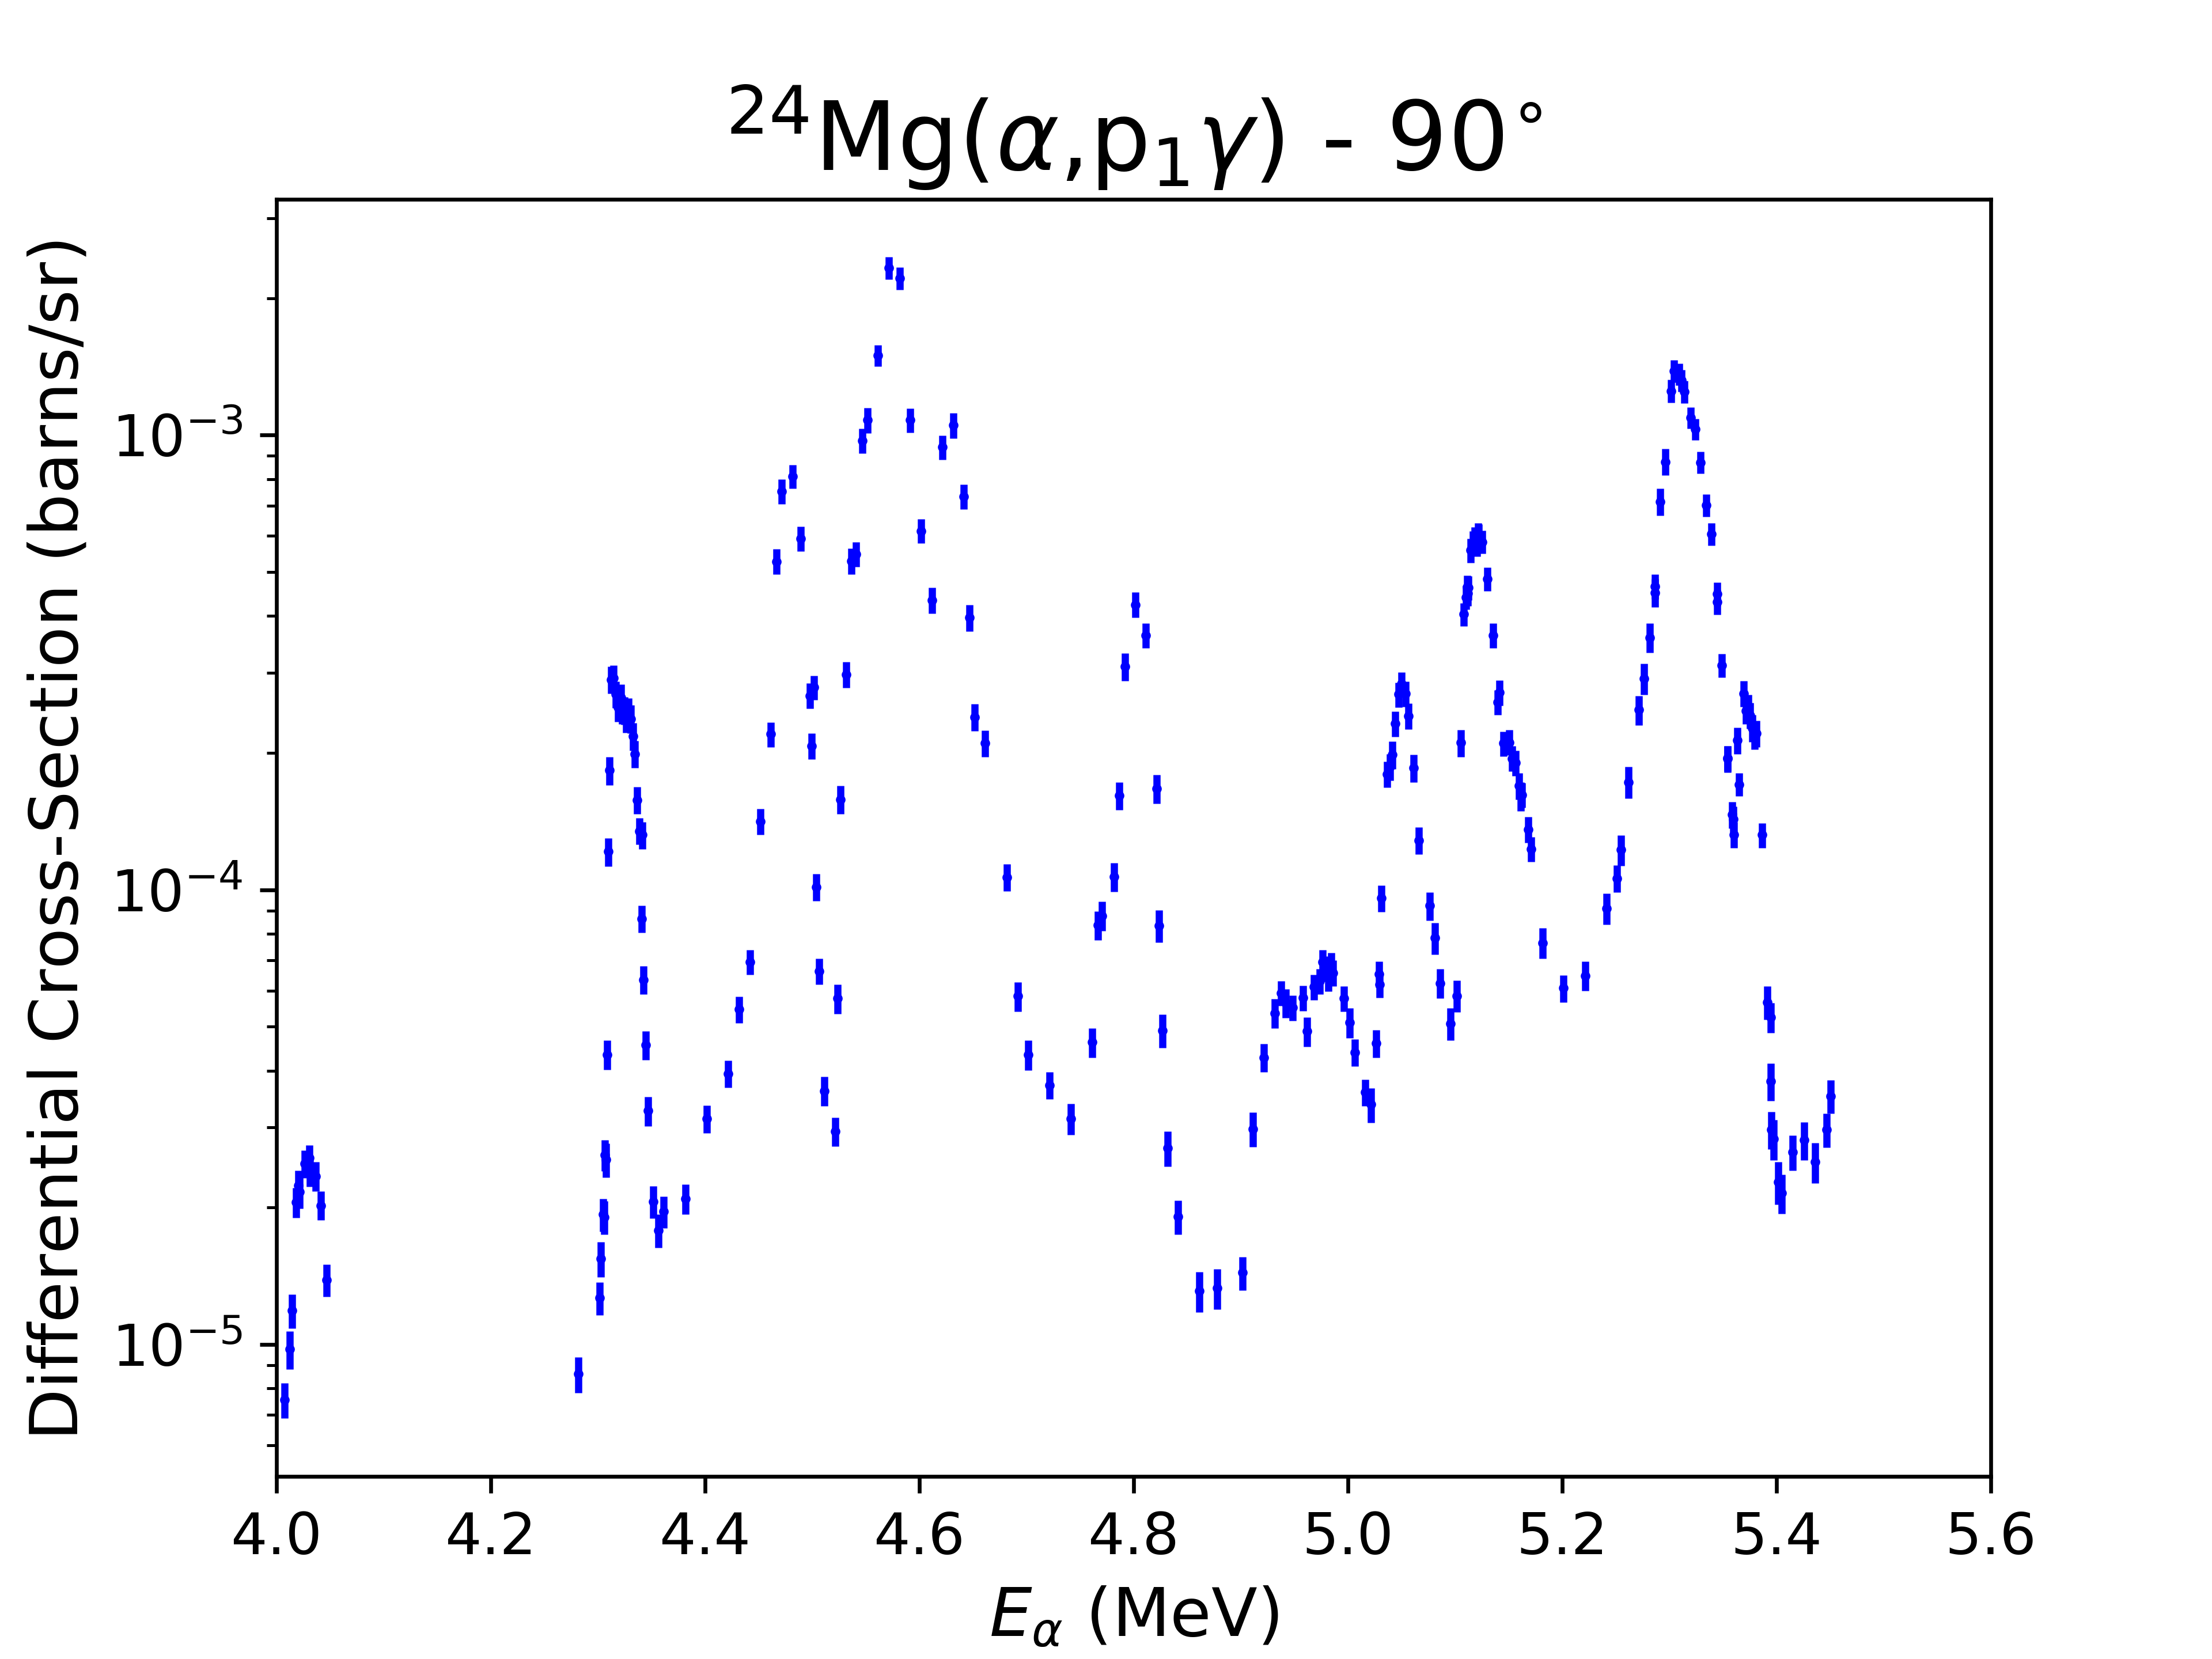 ²⁴Mg(α,p₁γ) - 90°
Differential Cross-Section (barns/sr)
10⁻³
10⁻⁴
10⁻⁵
4.0 4.2 4.4 4.6 4.8 5.0 5.2 5.4 5.6
Eα (MeV)